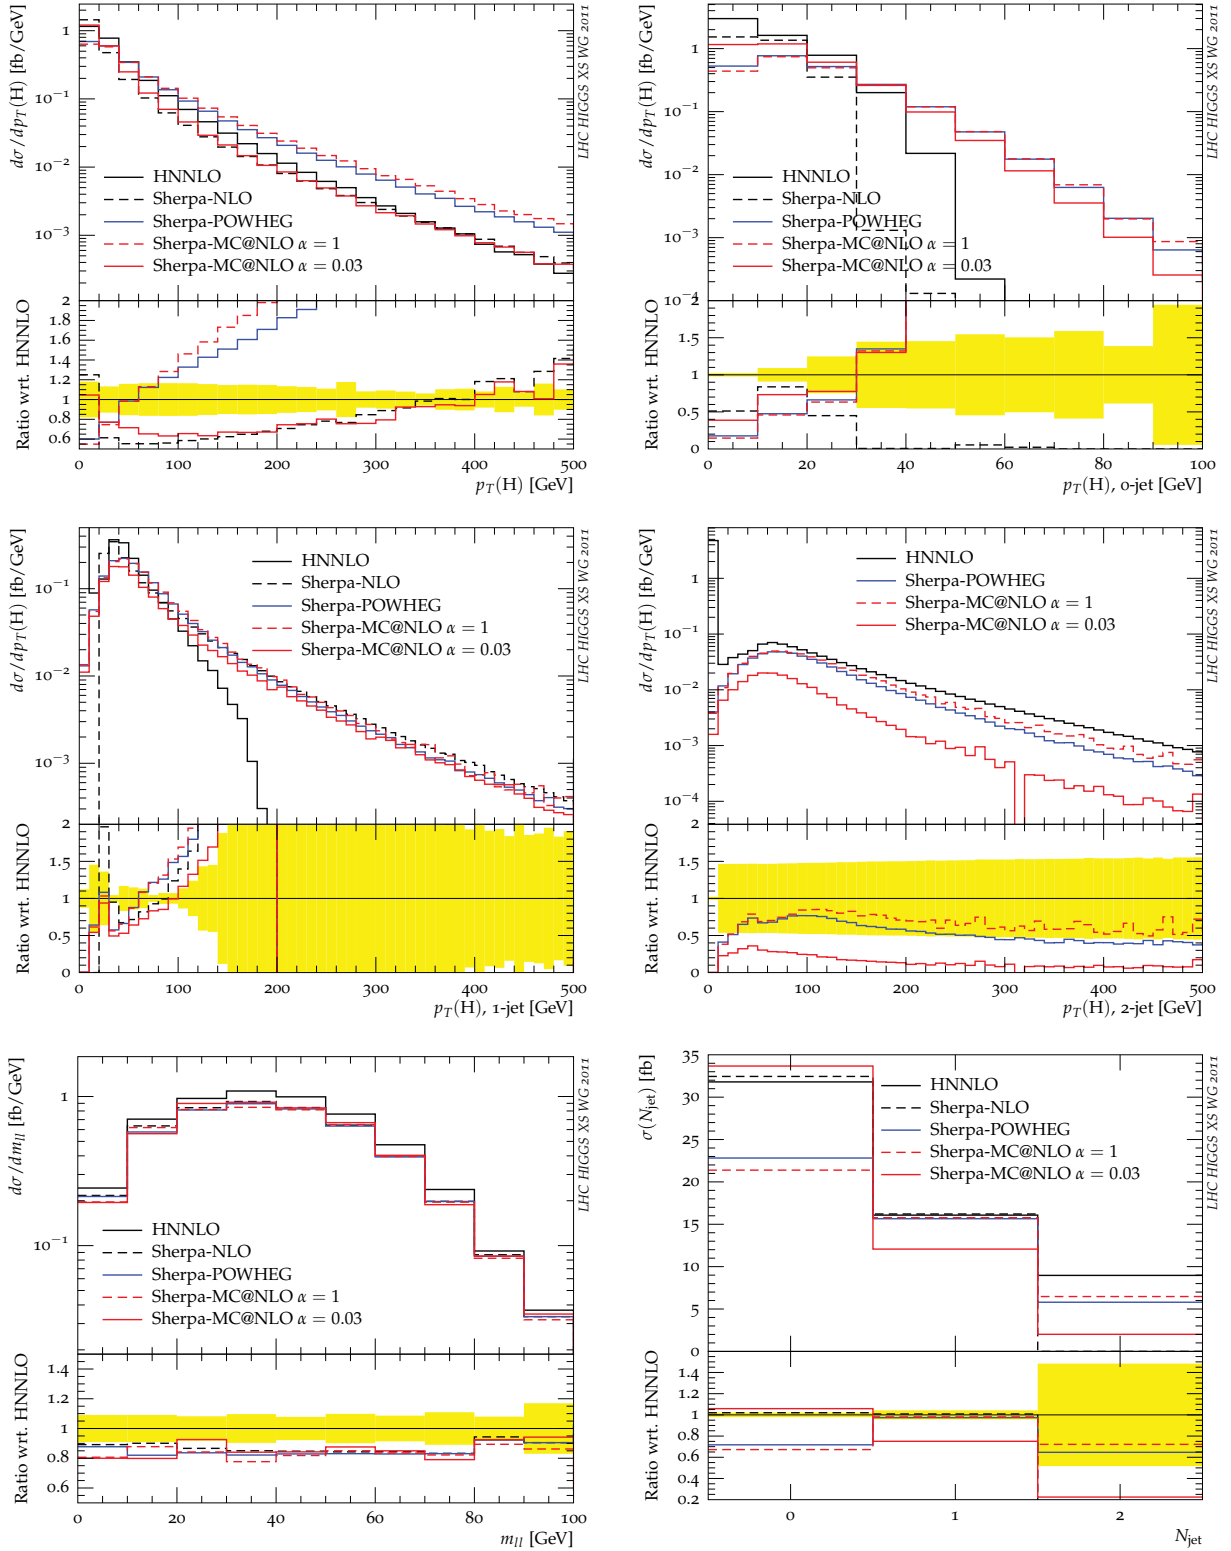 LHC HIGGS XS WG 2011
dσ/dp_T(H) [fb/GeV]
1
10^−1
10^−2
10^−3
HNNLO
Sherpa-NLO
Sherpa-POWHEG
Sherpa-MC@NLO α = 1
Sherpa-MC@NLO α = 0.03
Ratio wrt. HNNLO
2
1.8
1.6
1.4
1.2
1
0.8
0.6
0 100 200 300 400 500
p_T(H) [GeV]
LHC HIGGS XS WG 2011
dσ/dp_T(H) [fb/GeV]
1
10^−1
10^−2
10^−3
10^−4
HNNLO
Sherpa-NLO
Sherpa-POWHEG
Sherpa-MC@NLO α = 1
Sherpa-MC@NLO α = 0.03
Ratio wrt. HNNLO
1.5
1
0.5
0
0 20 40 60 80 100
p_T(H), 0-jet [GeV]
LHC HIGGS XS WG 2011
dσ/dp_T(H) [fb/GeV]
10^−1
10^−2
10^−3
HNNLO
Sherpa-NLO
Sherpa-POWHEG
Sherpa-MC@NLO α = 1
Sherpa-MC@NLO α = 0.03
Ratio wrt. HNNLO
2
1.5
1
0.5
0
0 100 200 300 400 500
p_T(H), 1-jet [GeV]
LHC HIGGS XS WG 2011
dσ/dp_T(H) [fb/GeV]
1
10^−1
10^−2
10^−3
10^−4
HNNLO
Sherpa-POWHEG
Sherpa-MC@NLO α = 1
Sherpa-MC@NLO α = 0.03
Ratio wrt. HNNLO
2
1.5
1
0.5
0
0 100 200 300 400 500
p_T(H), 2-jet [GeV]
LHC HIGGS XS WG 2011
dσ/dm_ll [fb/GeV]
1
10^−1
HNNLO
Sherpa-NLO
Sherpa-POWHEG
Sherpa-MC@NLO α = 1
Sherpa-MC@NLO α = 0.03
Ratio wrt. HNNLO
1.4
1.2
1
0.8
0.6
0 20 40 60 80 100
m_ll [GeV]
LHC HIGGS XS WG 2011
σ(N_jet) [fb]
35
30
25
20
15
10
5
0
HNNLO
Sherpa-NLO
Sherpa-POWHEG
Sherpa-MC@NLO α = 1
Sherpa-MC@NLO α = 0.03
Ratio wrt. HNNLO
1.4
1.2
1
0.8
0.6
0.4
0.2
0 1 2
N_jet